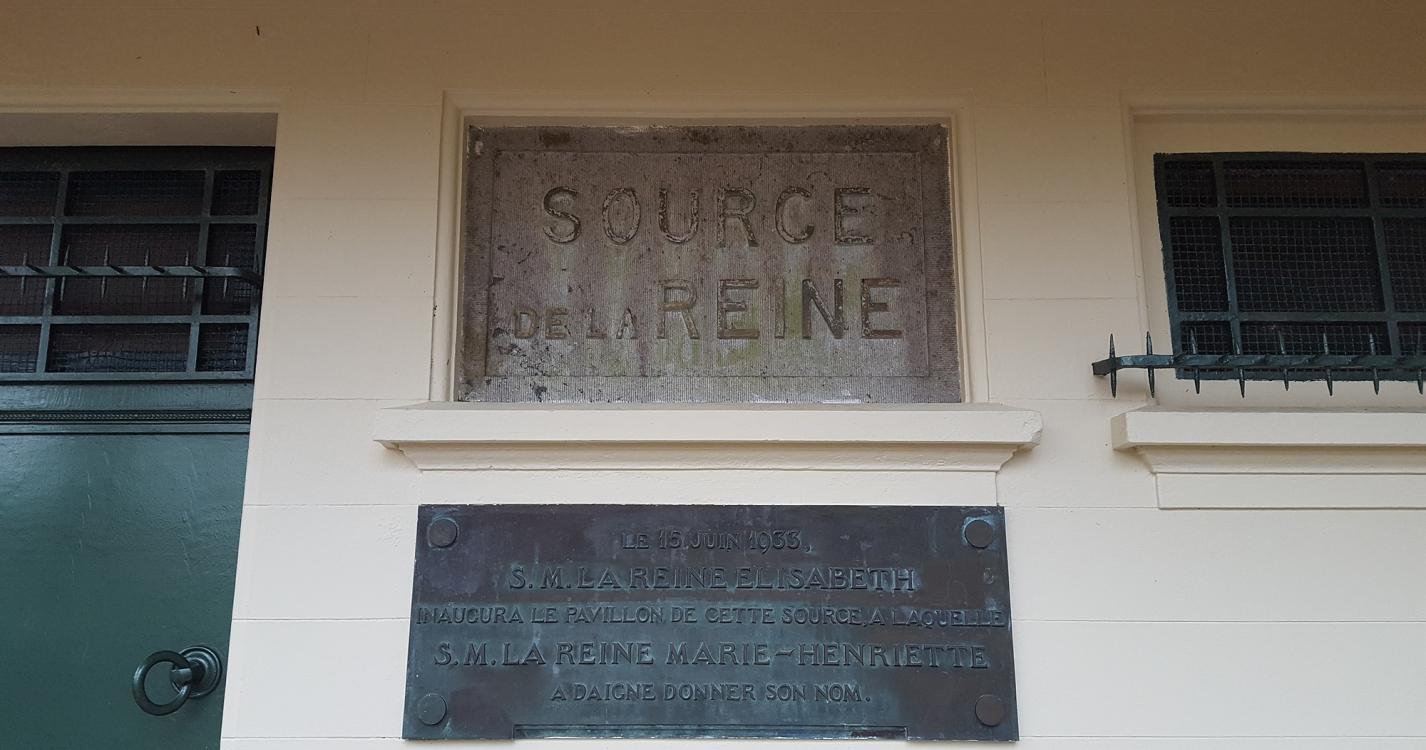 SOURCE
DE LA REINE
LE 15 JUIN 1933,
S. M. LA REINE ELISABETH
INAUGURA LE PAVILLON DE CETTE SOURCE, A LAQUELLE
S. M. LA REINE MARIE-HENRIETTE
A DAIGNE DONNER SON NOM.